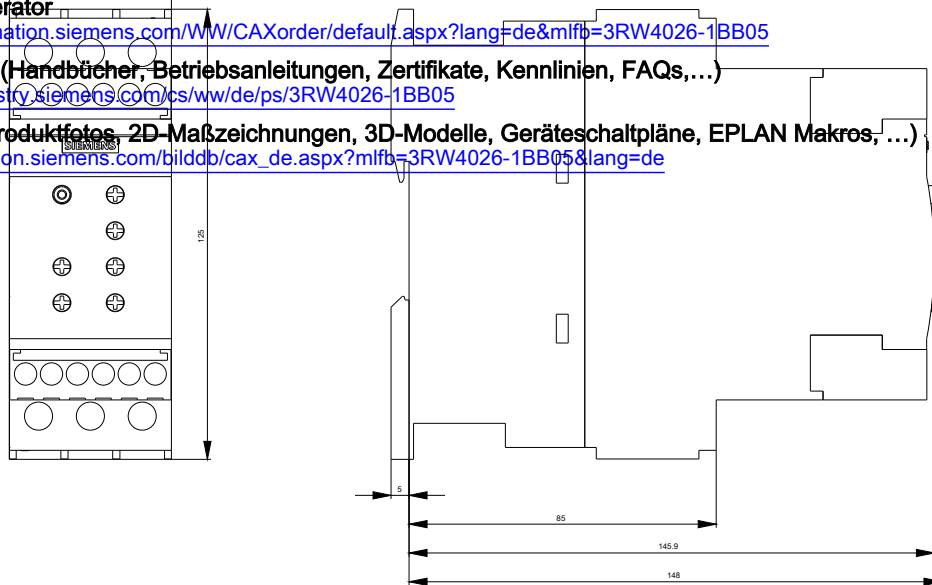 erator
nation.siemens.com/WW/CAXorder/default.aspx?lang=de&mlfb=3RW4026-1BB05
(Handbücher, Betriebsanleitungen, Zertifikate, Kennlinien, FAQs,...)
stry.siemens.com/cs/ww/de/ps/3RW4026-1BB05
roduktfotos, 2D-Maßzeichnungen, 3D-Modelle, Geräteschaltpläne, EPLAN Makros, ...)
on.siemens.com/bilddb/cax_de.aspx?mlfb=3RW4026-1BB05&lang=de
SIEMENS
125
5
85
145.9
148